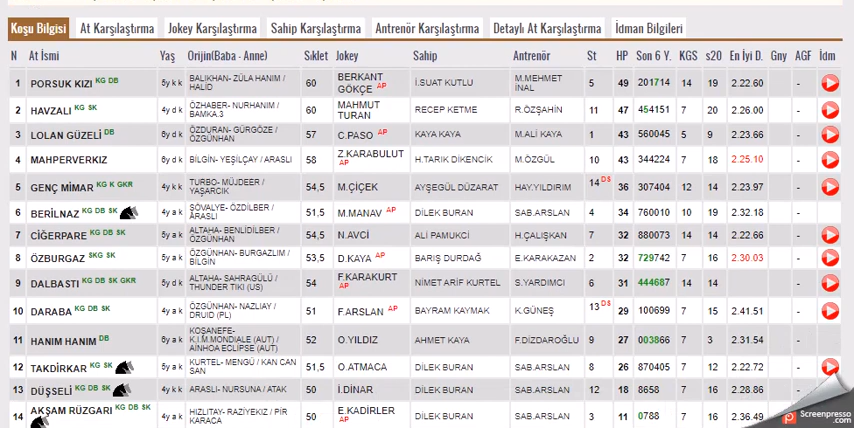 Koşu Bilgisi At Karşılaştırma Jokey Karşılaştırma Sahip Karşılaştırma Antrenör Karşılaştırma Detaylı At Karşılaştırma İdman Bilgileri
N At İsmi Yaş Orijin(Baba - Anne) Sıklet Jokey Sahip Antrenör St HP Son 6 Y. KGS s20 En İyi D. Gny AGF İdm
1 PORSUK KIZI KG DB 5y k k BALIKHAN- ZÜLA HANIM / HALİD 60 BERKANT GÖKÇE AP İ.SUAT KUTLU M.MEHMET İNAL 5 49 201714 14 19 2.22.60 -
2 HAVZALI KG SK 4y d k ÖZHABER- NURHANIM / BAMKA.3 60 MAHMUT TURAN RECEP KETME R.ÖZŞAHİN 11 47 454151 7 20 2.26.00 -
3 LOLAN GÜZELİ DB 6y d k ÖZDURAN- GÜRGÖZE / ÖZGÜNHAN 57 C.PASO AP KAYA KAYA M.ALİ KAYA 1 43 560045 5 9 2.23.66 -
4 MAHPERVERKIZ 6y d k BİLGİN- YEŞİLÇAY / ARASLI 58 Z.KARABULUT AP H.TARIK DİKENCİK M.ÖZGÜL 10 43 344224 7 18 2.25.10 -
5 GENÇ MİMAR KG K GKR 4y k k TURBO- MÜJDEER / YAŞARCIK 54,5 M.ÇİÇEK AYŞEGÜL DÜZARAT HAY.YILDIRIM 14 DS 36 307404 12 14 2.23.97 -
6 BERİLNAZ KG DB SK 4y a k ŞÖVALYE- ÖZDİLBER / ARASLI 51,5 M.MANAV AP DİLEK BURAN SAB.ARSLAN 4 34 760010 10 19 2.32.18 -
7 CİĞERPARE KG DB SK 5y a k ALTAHA- BENLİDİLBER / ÖZGÜNHAN 54,5 N.AVCİ ALİ PAMUKCİ H.ÇALIŞKAN 7 32 880073 14 14 2.22.66 -
8 ÖZBURGAZ SKG SK 5y a k ÖZGÜNHAN- BURGAZLIM / BİLGİN 53,5 D.KAYA AP BARIŞ DURDAĞ E.KARAKAZAN 2 32 729742 7 16 2.30.03 -
9 DALBASTI KG DB SK GKR 5y d k ALTAHA- SAHRAGÜLÜ / THUNDER TIKI (US) 54 F.KARAKURT AP NİMET ARİF KURTEL S.YARDIMCI 6 31 444687 14 14 -
10 DARABA KG DB SK 4y a k ÖZGÜNHAN- NAZLIAY / DRUID (PL) 51 F.ARSLAN AP BAYRAM KAYMAK K.GÜNEŞ 13 DS 29 100699 7 15 2.41.51 -
11 HANIM HANIM DB 6y a k KOŞANEFE- K.I.M.MONDIALE (AUT) / AINHOA ECLIPSE (AUT) 52 O.YILDIZ AHMET KAYA F.DİZDAROĞLU 9 27 003866 7 3 2.31.54 -
12 TAKDİRKAR KG SK 5y k k KURTEL- MENGÜ / KAN CAN SAN 51,5 O.ATMACA DİLEK BURAN SAB.ARSLAN 8 26 870405 7 12 2.22.72 -
13 DÜŞSELİ KG DB SK 4y k k ARASLI- NURSUNA / ATAK 50 İ.DİNAR DİLEK BURAN SAB.ARSLAN 12 18 8658 7 16 2.28.86 -
14 AKŞAM RÜZGARI KG DB SK 4y a k HIZLITAY- RAZİYEKIZ / PİR KARACA 50 E.KADİRLER AP DİLEK BURAN SAB.ARSLAN 3 11 0788 7 16 2.36.49 -
Screenpresso
.com